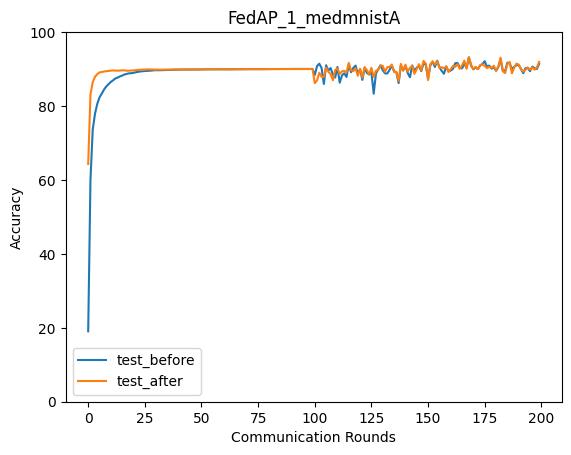 FedAP_1_medmnistA
100
80
60
40
20
0
Accuracy
test_before
test_after
0 25 50 75 100 125 150 175 200
Communication Rounds